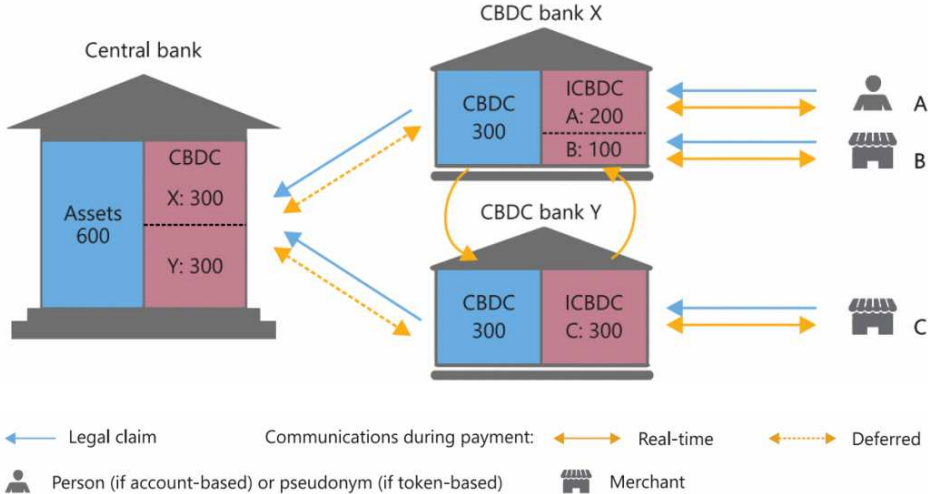 CBDC bank X
Central bank
CBDC
300
ICBDC
A: 200
B: 100
A
B
CBDC
X: 300
Assets
600
Y: 300
CBDC bank Y
CBDC
300
ICBDC
C: 300
C
Legal claim
Communications during payment:
Real-time
Deferred
Person (if account-based) or pseudonym (if token-based)
Merchant